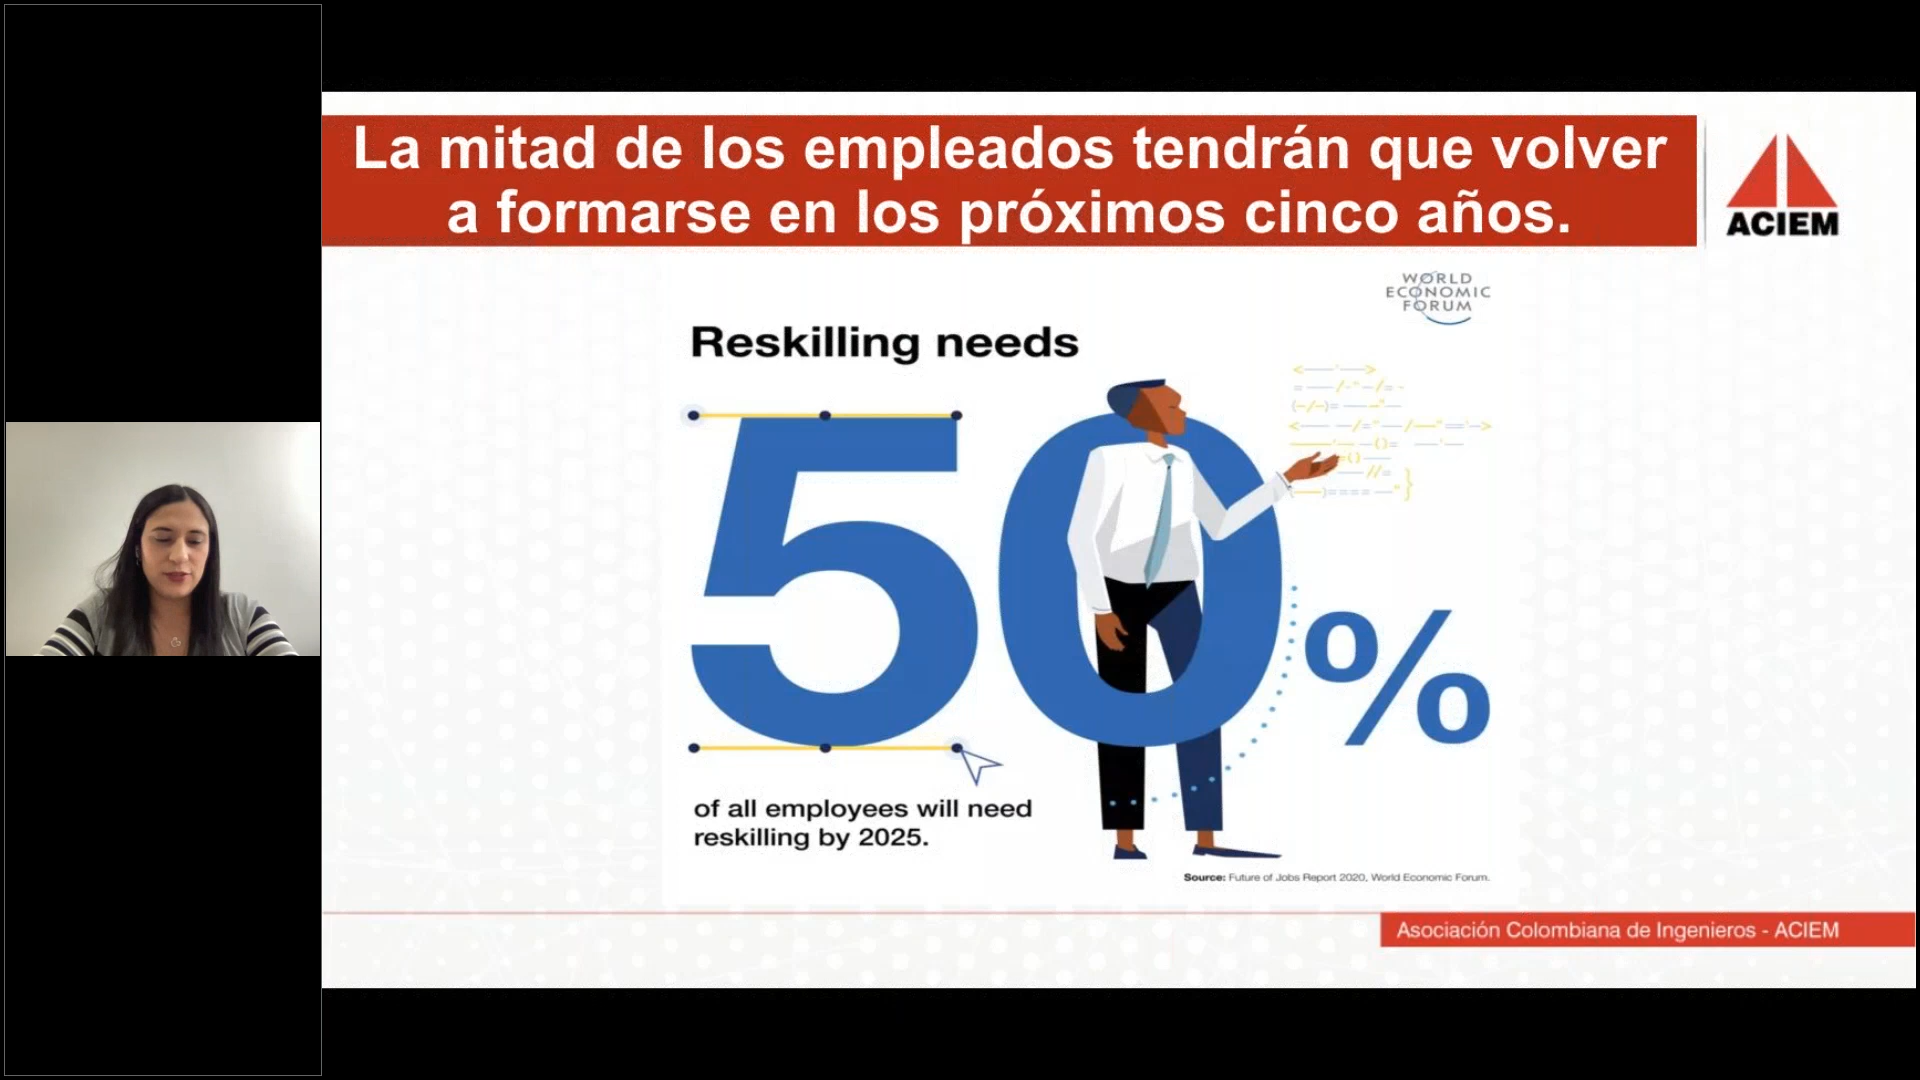 La mitad de los empleados tendrán que volver
a formarse en los próximos cinco años.
ACIEM
WORLD
ECONOMIC
FORUM
Reskilling needs
50%
of all employees will need
reskilling by 2025.
Source: Future of Jobs Report 2020, World Economic Forum.
Asociación Colombiana de Ingenieros - ACIEM